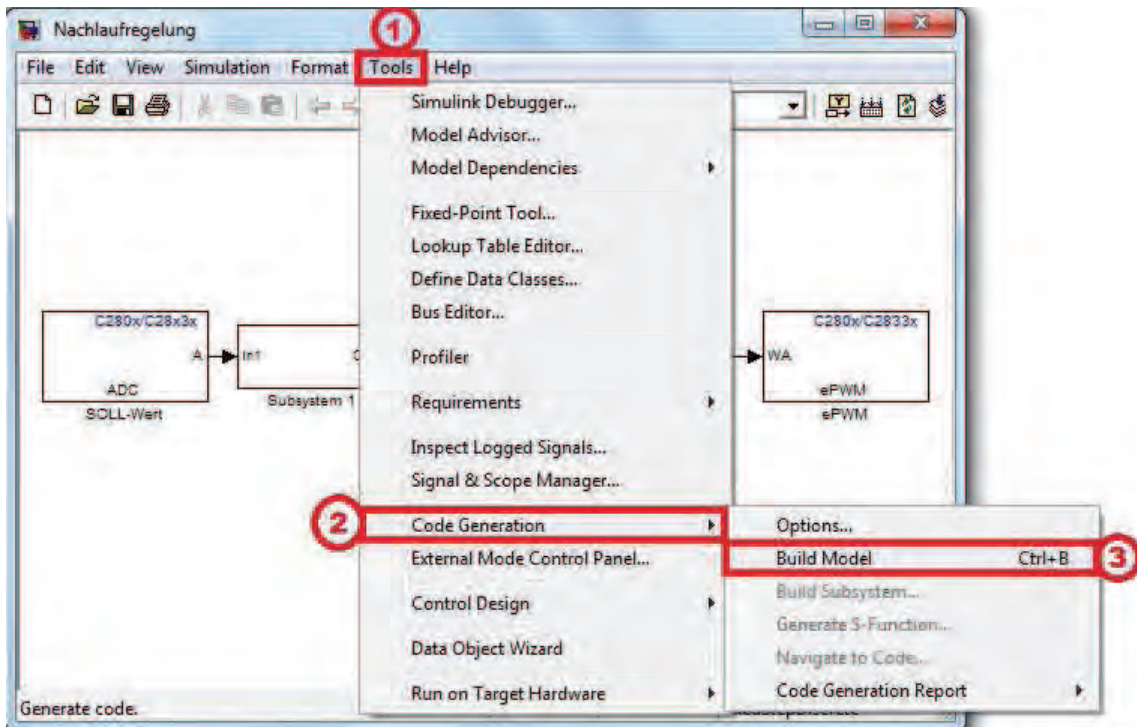 Nachlaufregelung
1
File Edit View Simulation Format Tools Help
Simulink Debugger...
Model Advisor...
Model Dependencies
Fixed-Point Tool...
Lookup Table Editor...
Define Data Classes...
Bus Editor...
Profiler
Requirements
Inspect Logged Signals...
Signal & Scope Manager...
2
Code Generation
External Mode Control Panel...
Control Design
Data Object Wizard
Run on Target Hardware
Options...
Build Model Ctrl+B
3
Build Subsystem...
Generate S-Function...
Navigate to Code...
Code Generation Report
C280x/C28x3x
A
ADC
SOLL-Wert
In1
Subsystem 1
C280x/C2833x
WA
ePWM
ePWM
Generate code.